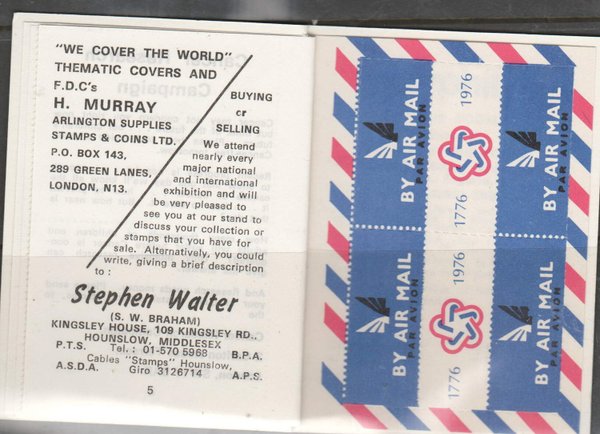 "WE COVER THE WORLD"
THEMATIC COVERS AND
F.D.C's
H. MURRAY
ARLINGTON SUPPLIES
STAMPS & COINS LTD.
P.O. BOX 143,
289 GREEN LANES,
LONDON, N13.
BUYING
or
SELLING
We attend
nearly every
major national
and international
exhibition and will
be very pleased to
see you at our stand to
discuss your collection or
stamps that you have for
sale. Alternatively, you could
write, giving a brief description
to :
Stephen Walter
(S. W. BRAHAM)
KINGSLEY HOUSE, 109 KINGSLEY RD.,
HOUNSLOW, MIDDLESEX
P.T.S. Tel. : 01-570 5968 B.P.A.
Cables "Stamps" Hounslow,
A.S.D.A. Giro 3126714 A.P.S.
5
BY AIR MAIL
PAR AVION
1776 1976
BY AIR MAIL
PAR AVION
BY AIR MAIL
PAR AVION
1776 1976
BY AIR MAIL
PAR AVION